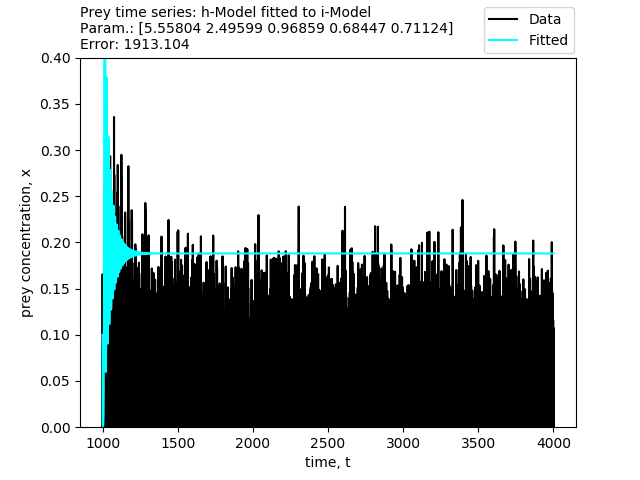 Prey time series: h-Model fitted to i-Model
Param.: [5.55804 2.49599 0.96859 0.68447 0.71124]
Error: 1913.104
Data
Fitted
0.40
0.35
0.30
0.25
0.20
0.15
0.10
0.05
0.00
prey concentration, x
1000 1500 2000 2500 3000 3500 4000
time, t